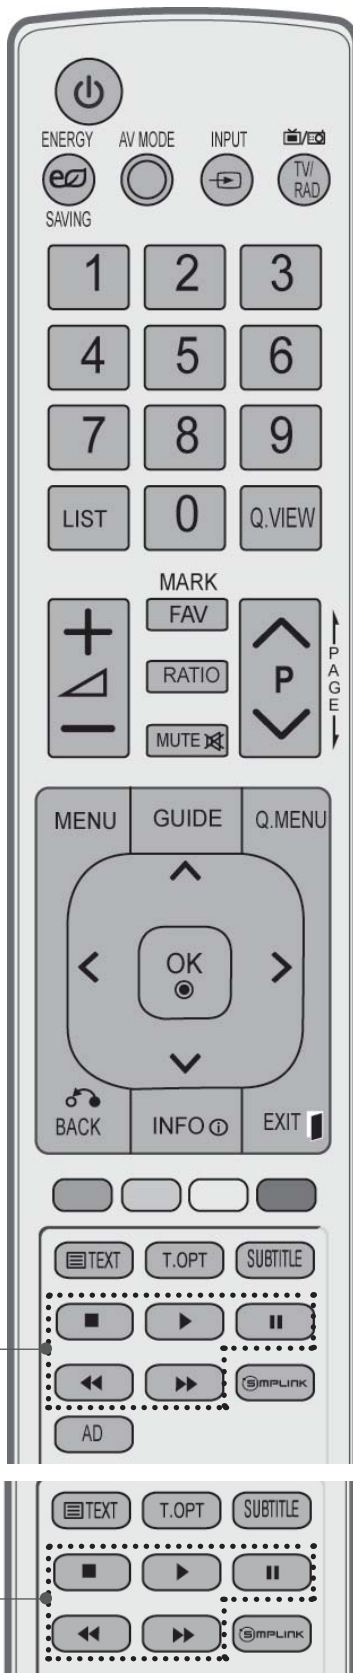 ENERGY AV MODE INPUT
TV/
RAD
SAVING
1 2 3
4 5 6
7 8 9
LIST 0 Q.VIEW
MARK
FAV
RATIO
P
PAGE
MUTE
MENU GUIDE Q.MENU
OK
BACK INFO EXIT
TEXT T.OPT SUBTITLE
SIMPLINK
AD
TEXT T.OPT SUBTITLE
SIMPLINK